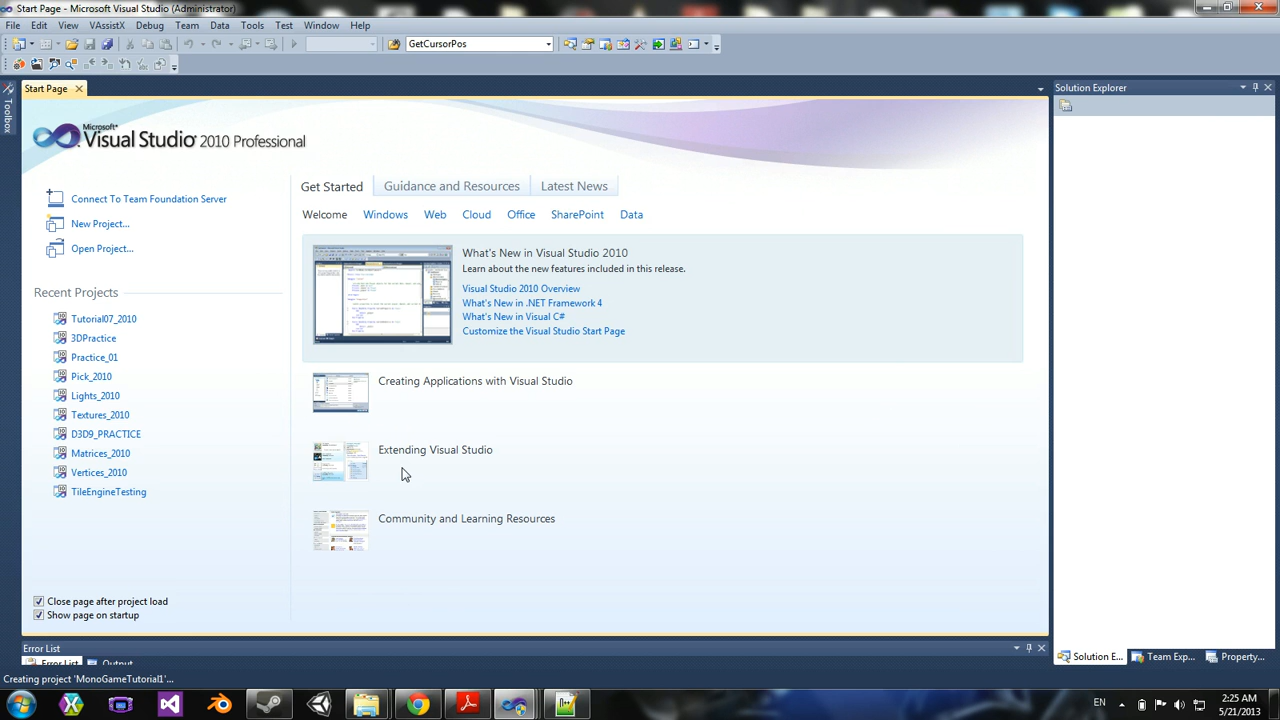 Start Page - Microsoft Visual Studio (Administrator)
File Edit View VAssistX Debug Team Data Tools Test Window Help
GetCursorPos
Toolbox
Start Page
Solution Explorer
Microsoft®
Visual Studio® 2010 Professional
Connect To Team Foundation Server
New Project...
Open Project...
Recent Projects
Tutorial07_2010
3DPractice
Practice_01
Pick_2010
Lights_2010
Textures_2010
D3D9_PRACTICE
Matrices_2010
Vertices_2010
TileEngineTesting
Close page after project load
Show page on startup
Get Started Guidance and Resources Latest News
Welcome Windows Web Cloud Office SharePoint Data
What's New in Visual Studio 2010
Learn about the new features included in this release.
Visual Studio 2010 Overview
What's New in .NET Framework 4
What's New in Visual C#
Customize the Visual Studio Start Page
Creating Applications with Visual Studio
Extending Visual Studio
Community and Learning Resources
Error List
Error List Output
Solution E... Team Exp... Property...
Creating project 'MonoGameTutorial1'...
EN
2:25 AM
5/21/2013